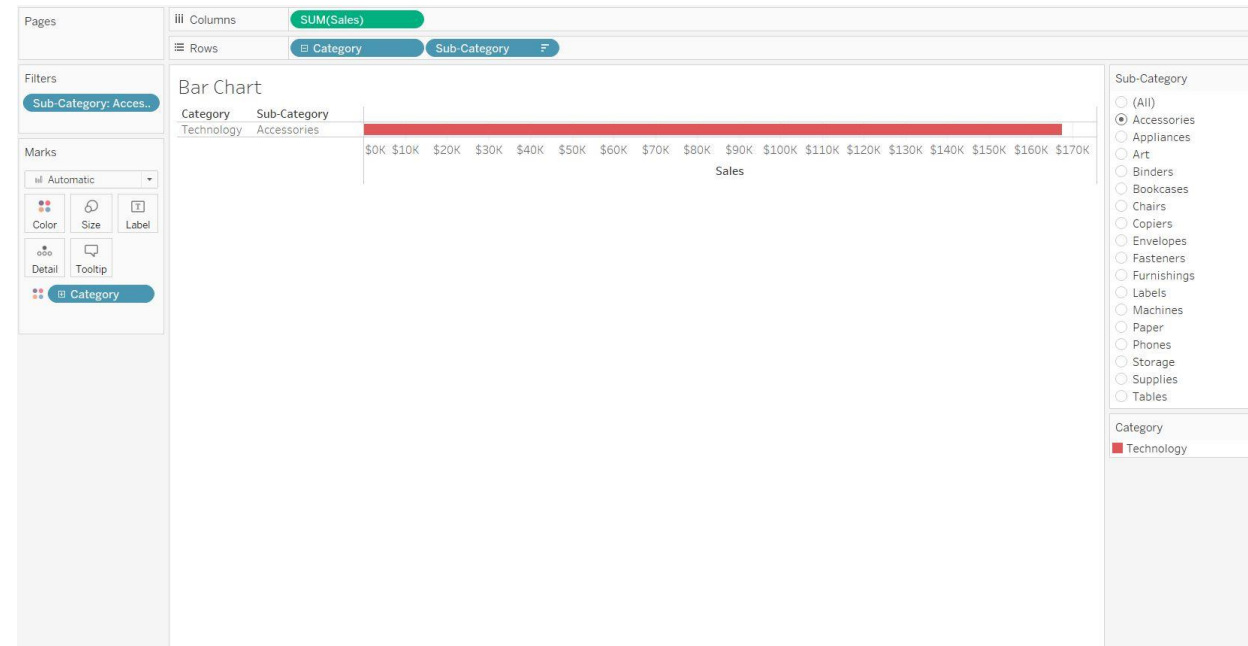 Pages
iii Columns SUM(Sales)
Rows Category Sub-Category
Filters
Sub-Category: Acces..
Marks
Automatic
Color Size Label
Detail Tooltip
Category
Bar Chart
Category Sub-Category
Technology Accessories
$0K $10K $20K $30K $40K $50K $60K $70K $80K $90K $100K $110K $120K $130K $140K $150K $160K $170K
Sales
Sub-Category
(All)
Accessories
Appliances
Art
Binders
Bookcases
Chairs
Copiers
Envelopes
Fasteners
Furnishings
Labels
Machines
Paper
Phones
Storage
Supplies
Tables
Category
Technology